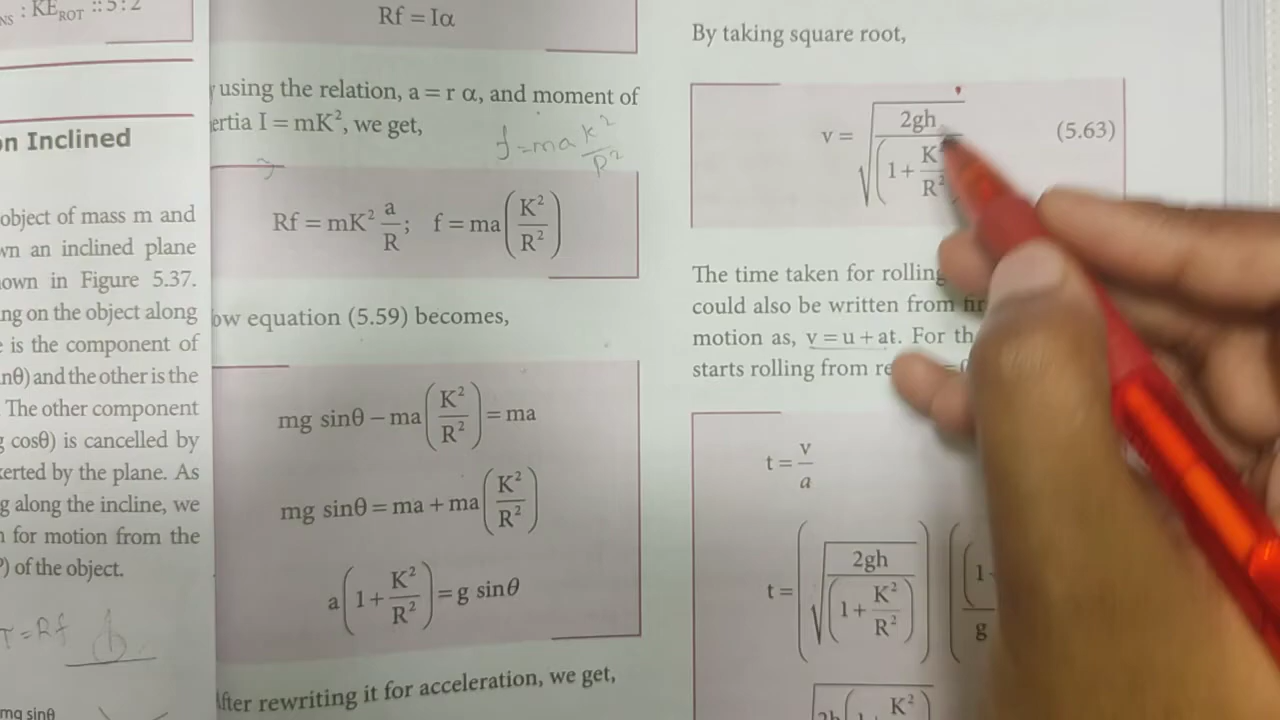 : KE_ROT :: 5 : 2
on Inclined
object of mass m and
wn an inclined plane
own in Figure 5.37.
ng on the object along
e is the component of
nθ) and the other is the
The other component
g cosθ) is cancelled by
xerted by the plane. As
g along the incline, we
n for motion from the
) of the object.
τ = Rf
mg sinθ
Rf = Iα
using the relation, a = r α, and moment of
ertia I = mK², we get,
f = ma K²/R²
Rf = mK² a/R; f = ma(K²/R²)
ow equation (5.59) becomes,
mg sinθ − ma(K²/R²) = ma
mg sinθ = ma + ma(K²/R²)
a(1 + K²/R²) = g sinθ
fter rewriting it for acceleration, we get,
By taking square root,
v = √(2gh/(1 + K²/R²)) (5.63)
The time taken for rolling
could also be written from fir
motion as, v = u + at. For th
starts rolling from re
t = v/a
t = (√(2gh/(1 + K²/R²))) ((1
g
2h(1 K²